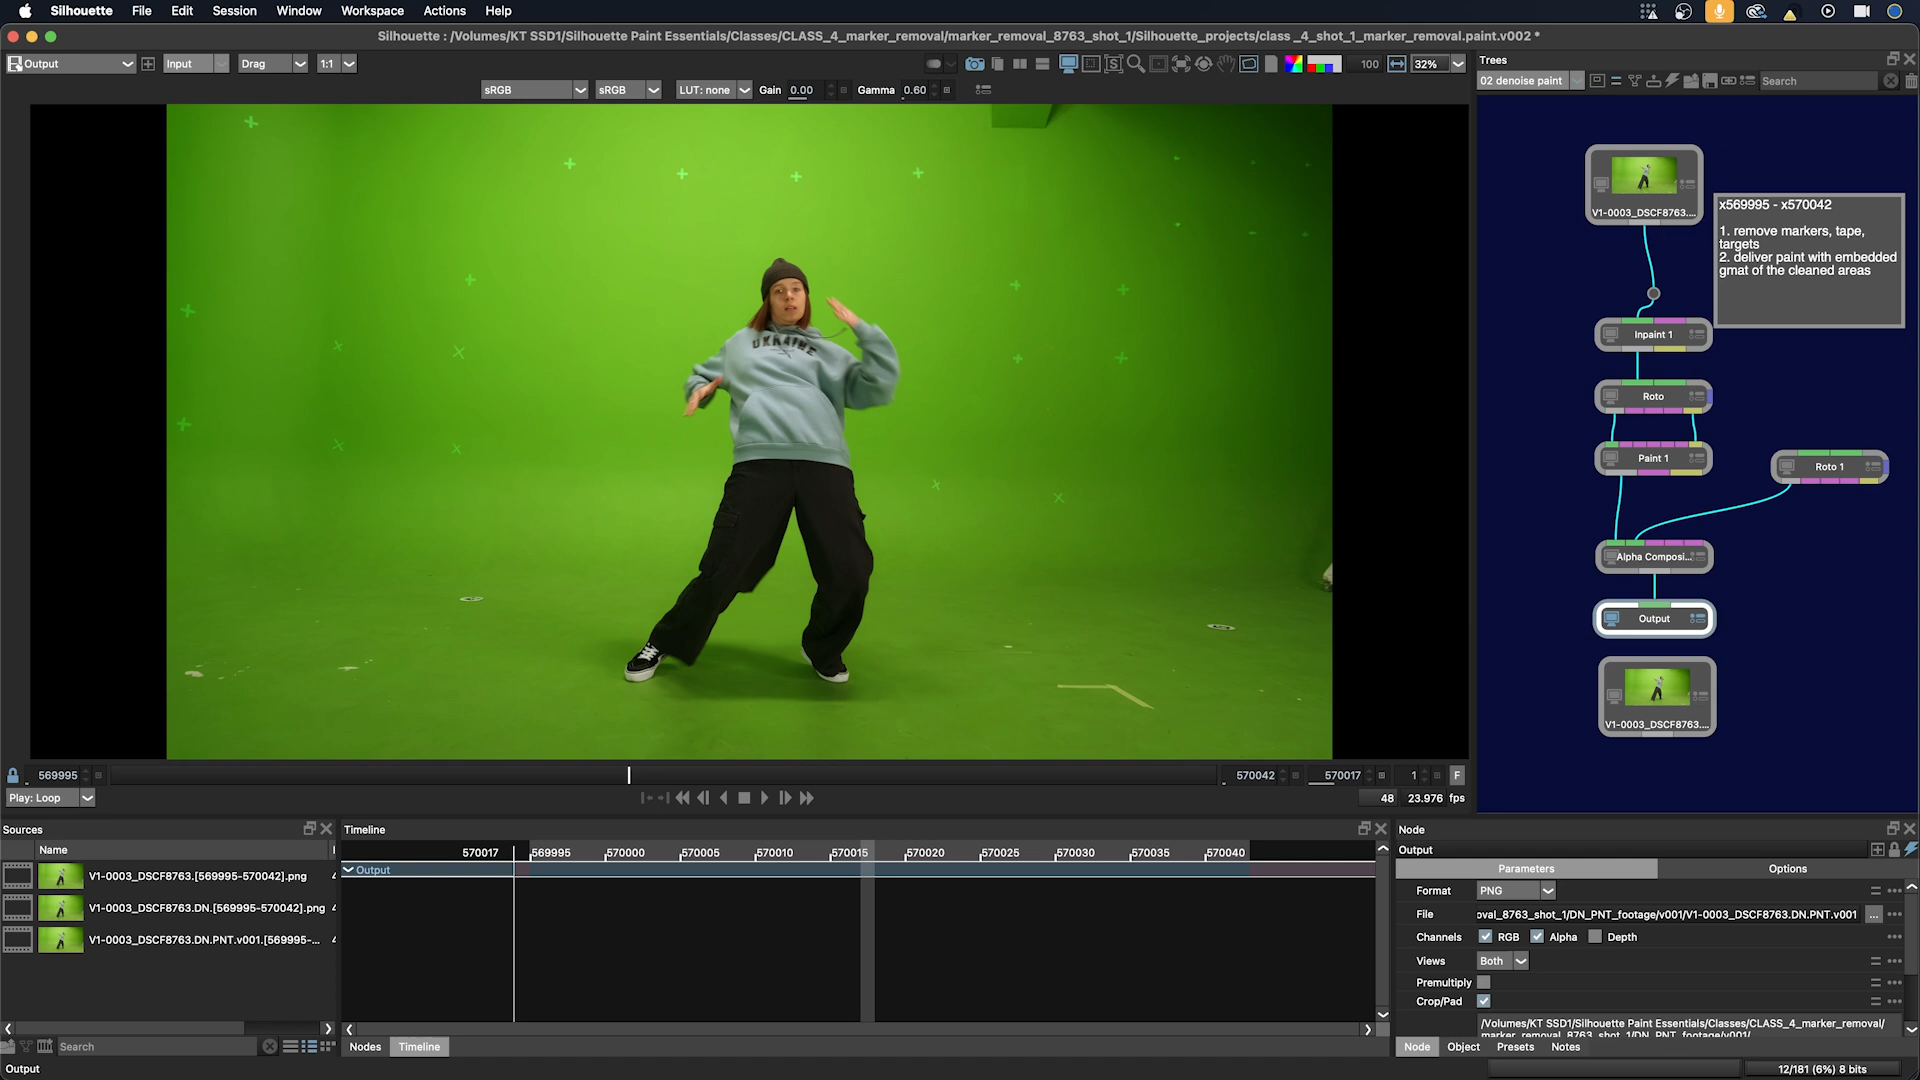 Silhouette File Edit Session Window Workspace Actions Help
Silhouette : /Volumes/KT SSD1/Silhouette Paint Essentials/Classes/CLASS_4_marker_removal/marker_removal_8763_shot_1/Silhouette_projects/class _4_shot_1_marker_removal.paint.v002 *
Output Input Drag 1:1 100 32%
sRGB sRGB LUT: none Gain 0.00 Gamma 0.60
Trees
02 denoise paint Search
V1-0003_DSCF8763....
x569995 - x570042
1. remove markers, tape,
targets
2. deliver paint with embedded
gmat of the cleaned areas
Inpaint 1
Roto
Paint 1
Roto 1
Alpha Composi...
Output
V1-0003_DSCF8763....
UKRAINE
569995 570042 570017 1 F
Play: Loop 48 23.976 fps
Sources
Name
V1-0003_DSCF8763.[569995-570042].png
V1-0003_DSCF8763.DN.[569995-570042].png
V1-0003_DSCF8763.DN.PNT.v001.[569995-...
Search
Timeline
570017 569995 570000 570005 570010 570015 570020 570025 570030 570035 570040
Output
Nodes Timeline
Node
Output
Parameters Options
Format PNG
File oval_8763_shot_1/DN_PNT_footage/v001/V1-0003_DSCF8763.DN.PNT.v001 ...
Channels RGB Alpha Depth
Views Both
Premultiply
Crop/Pad
/Volumes/KT SSD1/Silhouette Paint Essentials/Classes/CLASS_4_marker_removal/
marker_removal_8763_shot_1/DN_PNT_footage/v001/
Node Object Presets Notes
Output 12/181 (6%) 8 bits